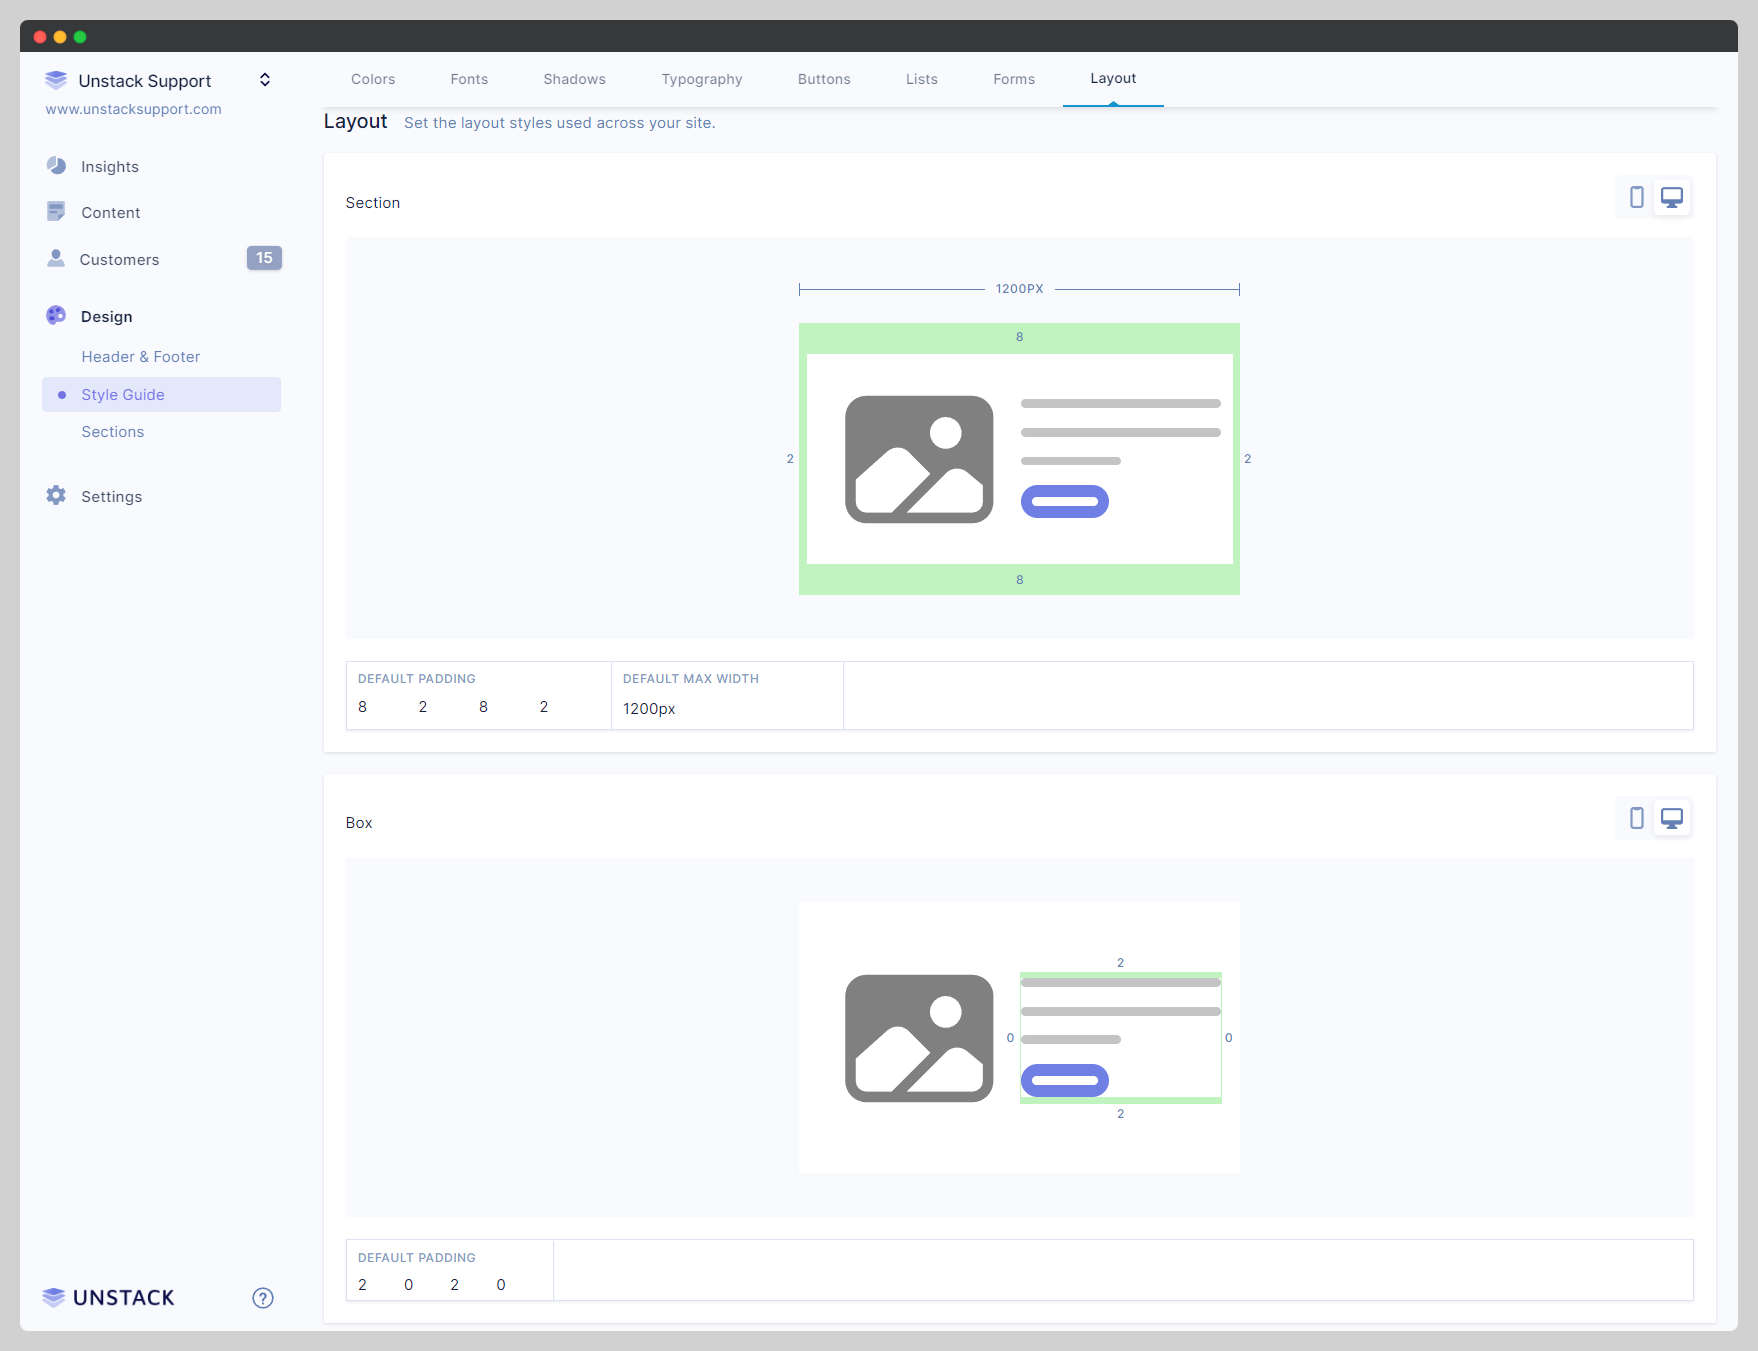 Unstack Support
www.unstacksupport.com
Insights
Content
Customers 15
Design
Header & Footer
Style Guide
Sections
Settings
UNSTACK ?
Colors Fonts Shadows Typography Buttons Lists Forms Layout
Layout Set the layout styles used across your site.
Section
1200PX
8
2 2
8
DEFAULT PADDING DEFAULT MAX WIDTH
8 2 8 2 1200px
Box
2
0 0
2
DEFAULT PADDING
2 0 2 0